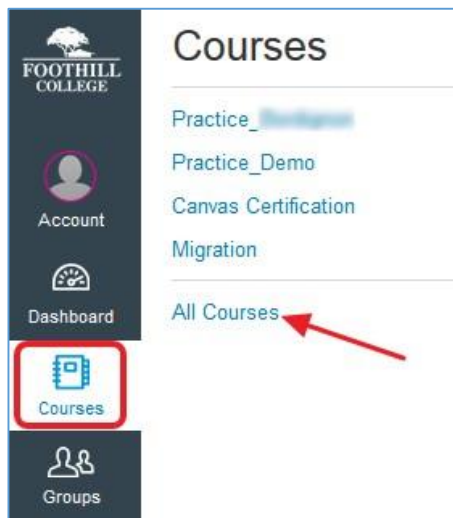 FOOTHILL
COLLEGE
Account
Dashboard
Courses
Groups
Courses
Practice_
Practice_Demo
Canvas Certification
Migration
All Courses